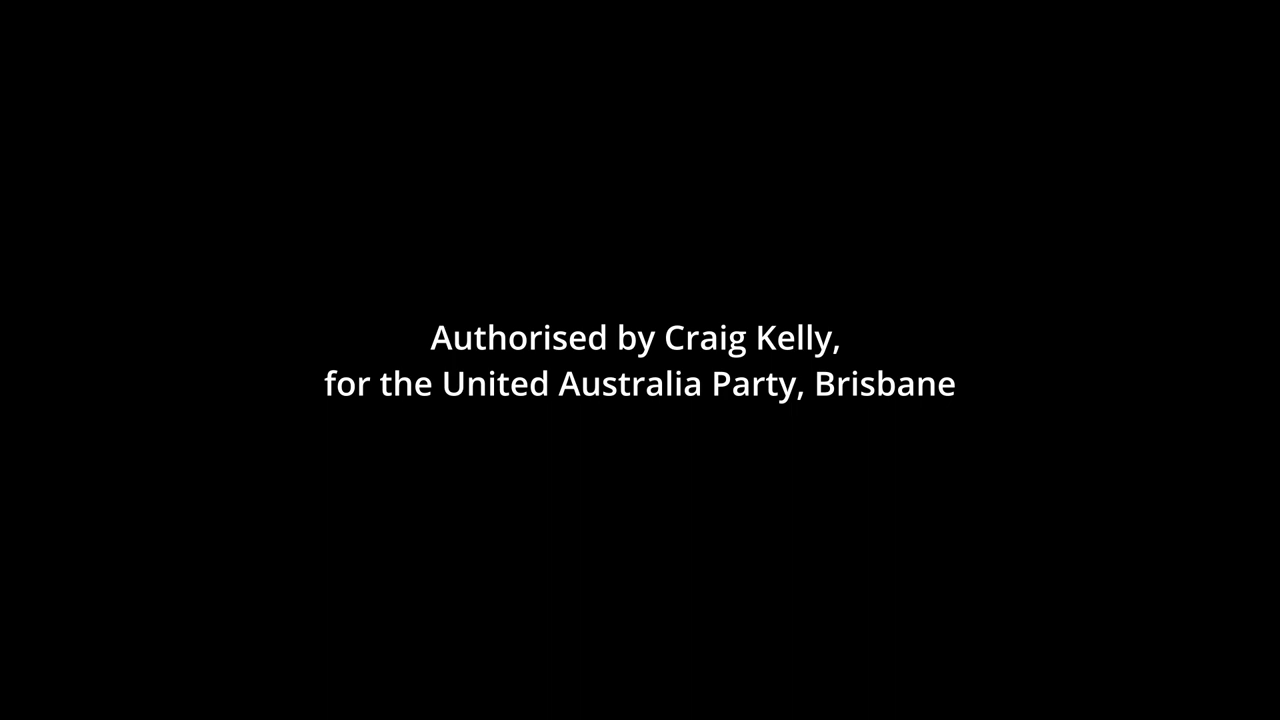 Authorised by Craig Kelly,
for the United Australia Party, Brisbane